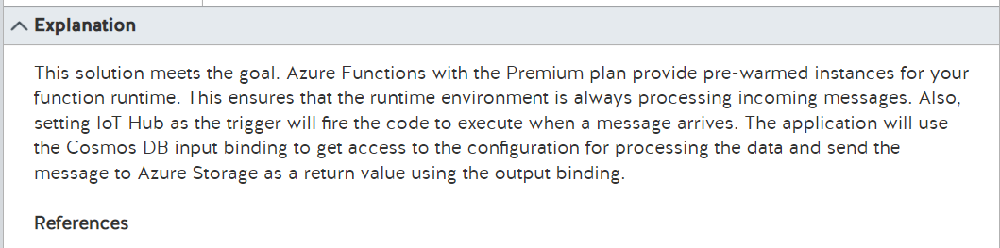 Explanation
This solution meets the goal. Azure Functions with the Premium plan provide pre-warmed instances for your
function runtime. This ensures that the runtime environment is always processing incoming messages. Also,
setting IoT Hub as the trigger will fire the code to execute when a message arrives. The application will use
the Cosmos DB input binding to get access to the configuration for processing the data and send the
message to Azure Storage as a return value using the output binding.
References